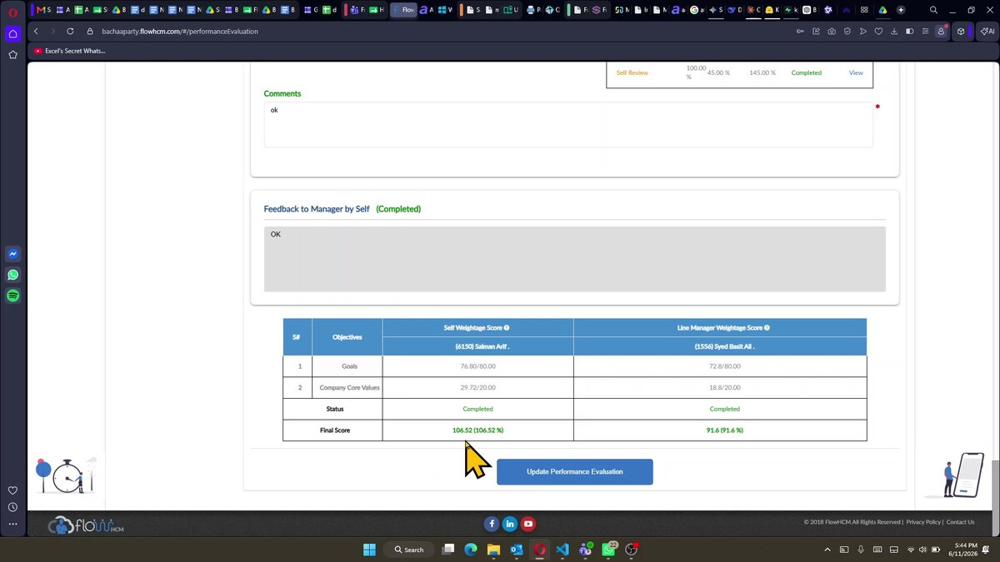 bachaaparty.flowhcm.com/#/performanceEvaluation
AI
Excel's Secret Whats...
Self Review 100.00 % 45.00 % 145.00 % Completed View
Comments
ok
*
Feedback to Manager by Self (Completed)
OK
S# Objectives Self Weightage Score Line Manager Weightage Score
(6150) Salman Arif . (1556) Syed Basit Ali .
1 Goals 76.80/80.00 72.8/80.00
2 Company Core Values 29.72/20.00 18.8/20.00
Status Completed Completed
Final Score 106.52 (106.52 %) 91.6 (91.6 %)
Update Performance Evaluation
flow HCM
© 2018 FlowHCM.All Rights Reserved | Privacy Policy | Contact Us
Search
22
5:44 PM
6/11/2026